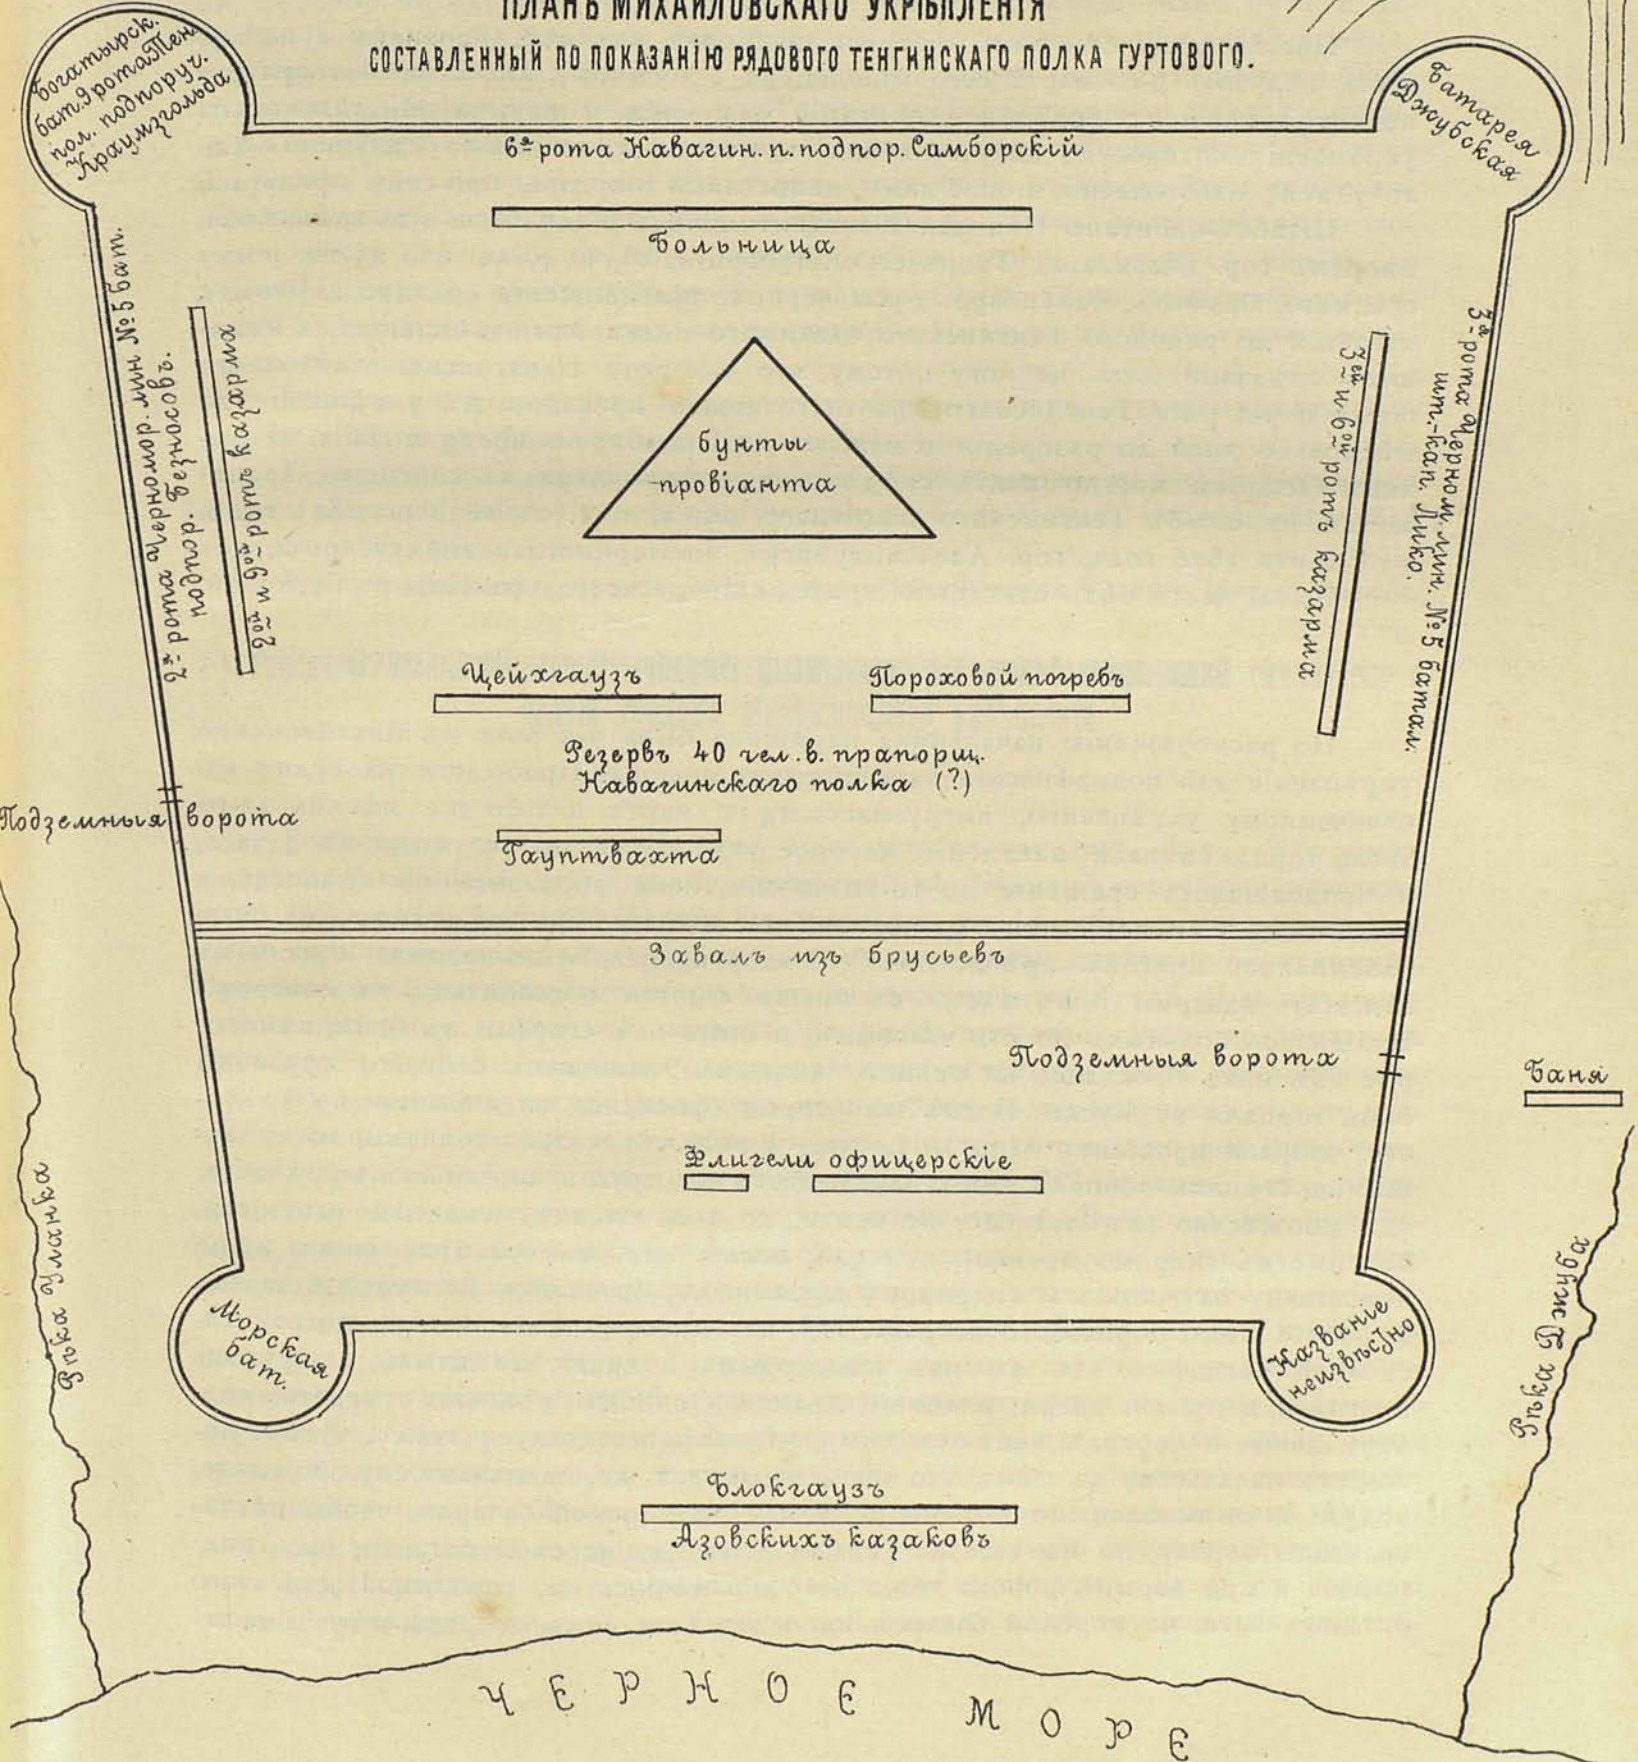 ПЛАНЪ МИХАЙЛОВСКАГО УКРѢПЛЕНІЯ
СОСТАВЛЕННЫЙ ПО ПОКАЗАНІЮ РЯДОВОГО ТЕНГИНСКАГО ПОЛКА ГУРТОВОГО.
Богатырск.
бат. 9 рота Тен.
пол. подпоруч.
Краумзгольда
Батарея
Джубская
6ª рота Навагин. п. подпор. Симборскій
Больница
2ª рота Черномор. лин № 5 бат.
подпор. Безносовъ.
2ой и 6ой ротъ казарма
3ª рота Черном. лин. № 5 батал.
шт.-кап. Лико.
3ей и 6ой ротъ казарма
бунты
провіанта
Цейхгаузъ
Пороховой погребъ
Резервъ 40 чел. в. прапорщ.
Навагинскаго полка (?)
Подземныя ворота
Гауптвахта
Завалъ изъ брусьевъ
Подземныя ворота
Баня
Флигели офицерскіе
Рѣка Уланка
Рѣка Джуба
Морская
бат.
Названіе
неизвѣстно
Блокгаузъ
Азовскихъ казаковъ
ЧЕРНОЕ МОРЕ